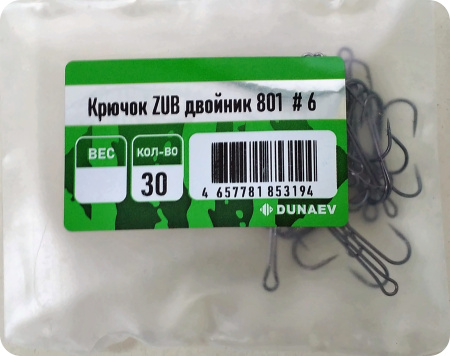 Крючок ZUB двойник 801 # 6
ВЕС
КОЛ-ВО
30
4 657781 853194
DUNAEV